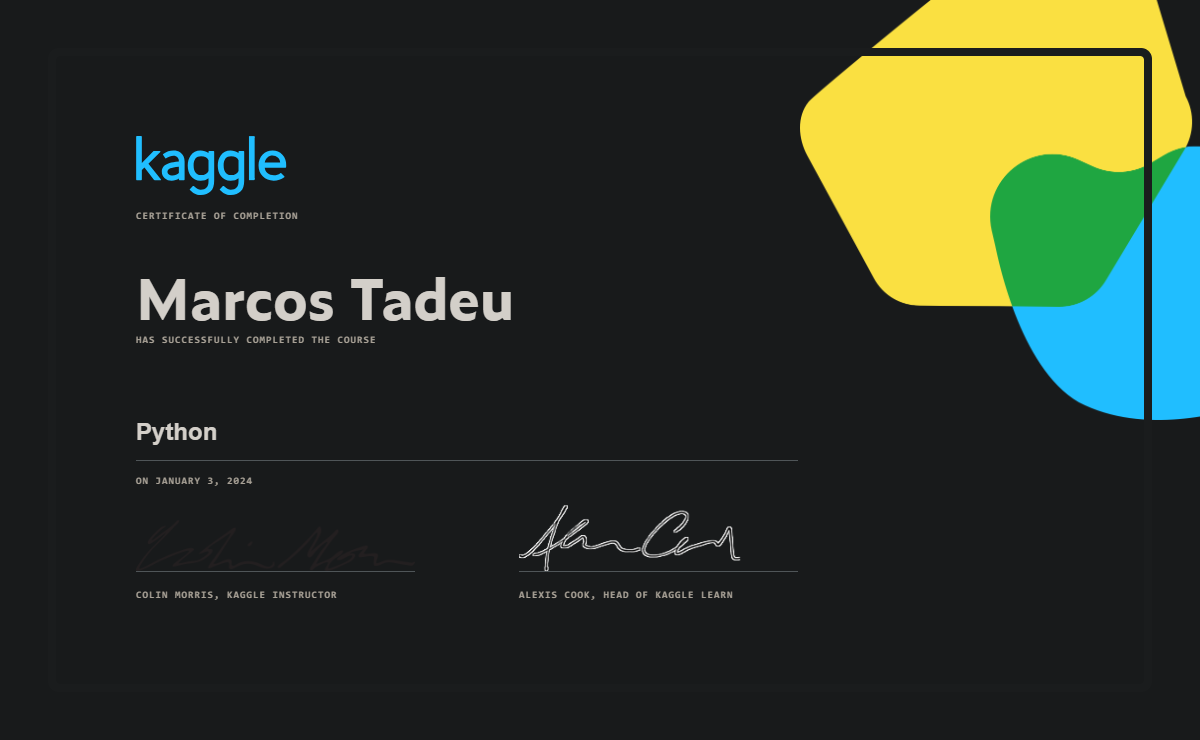 kaggle
CERTIFICATE OF COMPLETION
Marcos Tadeu
HAS SUCCESSFULLY COMPLETED THE COURSE
Python
ON JANUARY 3, 2024
COLIN MORRIS, KAGGLE INSTRUCTOR
ALEXIS COOK, HEAD OF KAGGLE LEARN